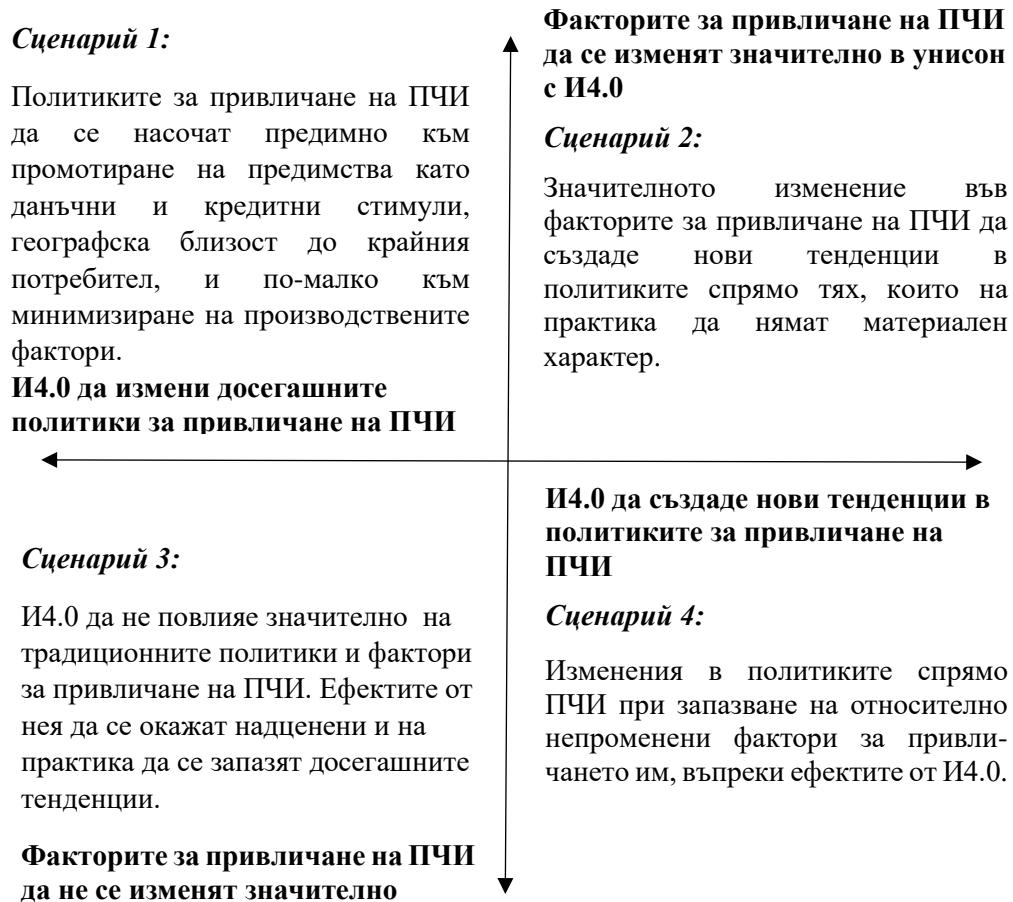 Сценарий 1:
Политиките за привличане на ПЧИ
да се насочат предимно към
промотиране на предимства като
данъчни и кредитни стимули,
географска близост до крайния
потребител, и по-малко към
минимизиране на производствените
фактори.
И4.0 да измени досегашните
политики за привличане на ПЧИ
Факторите за привличане на ПЧИ
да се изменят значително в унисон
с И4.0
Сценарий 2:
Значителното изменение във
факторите за привличане на ПЧИ да
създаде нови тенденции в
политиките спрямо тях, които на
практика да нямат материален
характер.
Сценарий 3:
И4.0 да не повлияе значително на
традиционните политики и фактори
за привличане на ПЧИ. Ефектите от
нея да се окажат надценени и на
практика да се запазят досегашните
тенденции.
Факторите за привличане на ПЧИ
да не се изменят значително
И4.0 да създаде нови тенденции в
политиките за привличане на
ПЧИ
Сценарий 4:
Изменения в политиките спрямо
ПЧИ при запазване на относително
непроменени фактори за привли-
чането им, въпреки ефектите от И4.0.